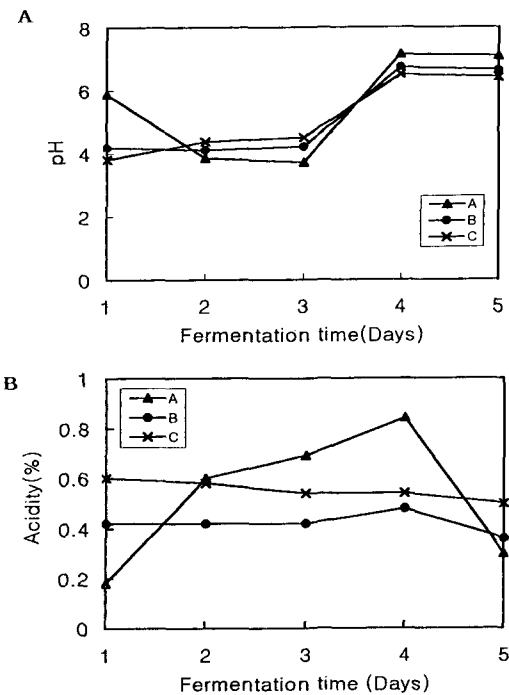 A
8
6
4
2
0
pH
A
B
C
1 2 3 4 5
Fermentation time(Days)
B
1
0.8
0.6
0.4
0.2
0
Acidity(%)
A
B
C
1 2 3 4 5
Fermentation time (Days)